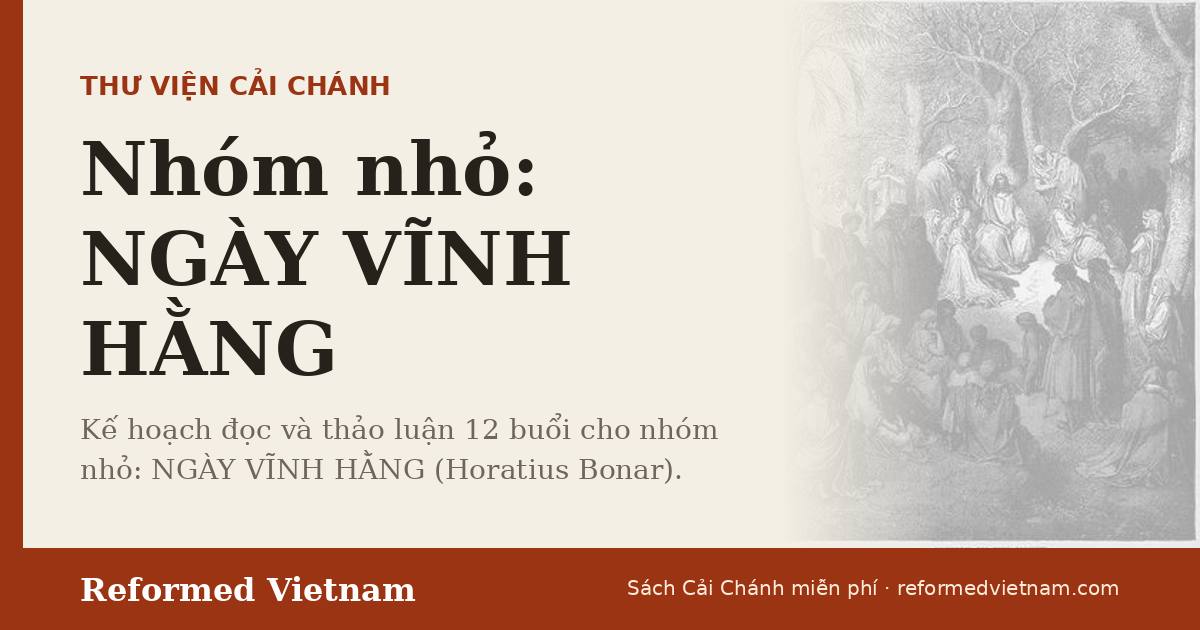 THƯ VIỆN CẢI CHÁNH
Nhóm nhỏ:
NGÀY VĨNH
HẰNG
Kế hoạch đọc và thảo luận 12 buổi cho nhóm
nhỏ: NGÀY VĨNH HẰNG (Horatius Bonar).
Reformed Vietnam
Sách Cải Chánh miễn phí · reformedvietnam.com